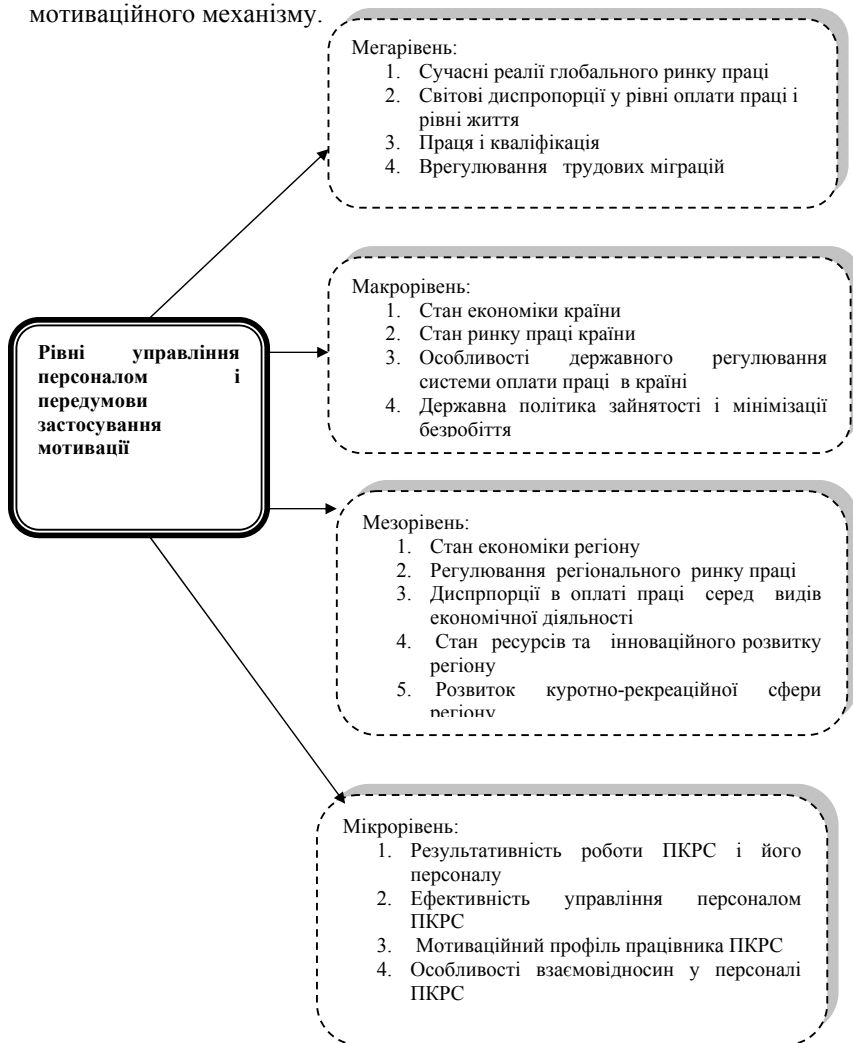 мотиваційного механізму.
Мегарівень:
1. Сучасні реалії глобального ринку праці
2. Світові диспропорції у рівні оплати праці і
рівні життя
3. Праця і кваліфікація
4. Врегулювання трудових міграцій
Макрорівень:
1. Стан економіки країни
2. Стан ринку праці країни
3. Особливості державного регулювання
системи оплати праці в країні
4. Державна політика зайнятості і мінімізації
безробіття
Рівні управління
персоналом і
передумови
застосування
мотивації
Мезорівень:
1. Стан економіки регіону
2. Регулювання регіонального ринку праці
3. Диспрпорції в оплаті праці серед видів
економічної діяльності
4. Стан ресурсів та інноваційного розвитку
регіону
5. Розвиток куротно-рекреаційної сфери
регіону
Мікрорівень:
1. Результативність роботи ПКРС і його
персоналу
2. Ефективність управління персоналом
ПКРС
3. Мотиваційний профіль працівника ПКРС
4. Особливості взаємовідносин у персоналі
ПКРС